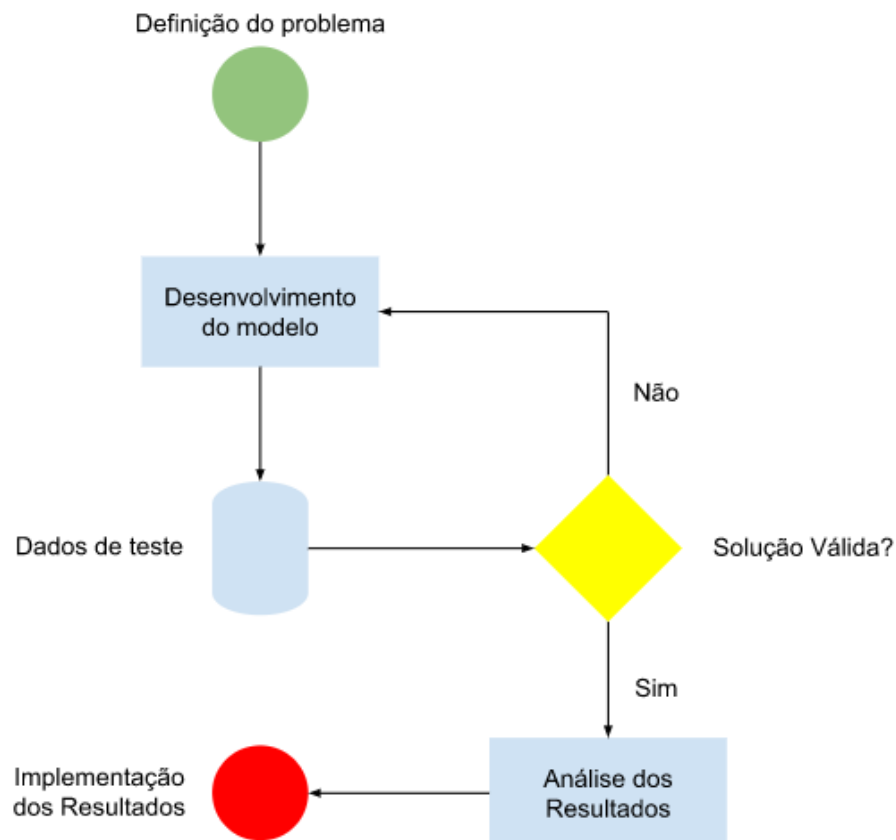 Definição do problema
Desenvolvimento
do modelo
Não
Dados de teste
Solução Válida?
Sim
Implementação
dos Resultados
Análise dos
Resultados